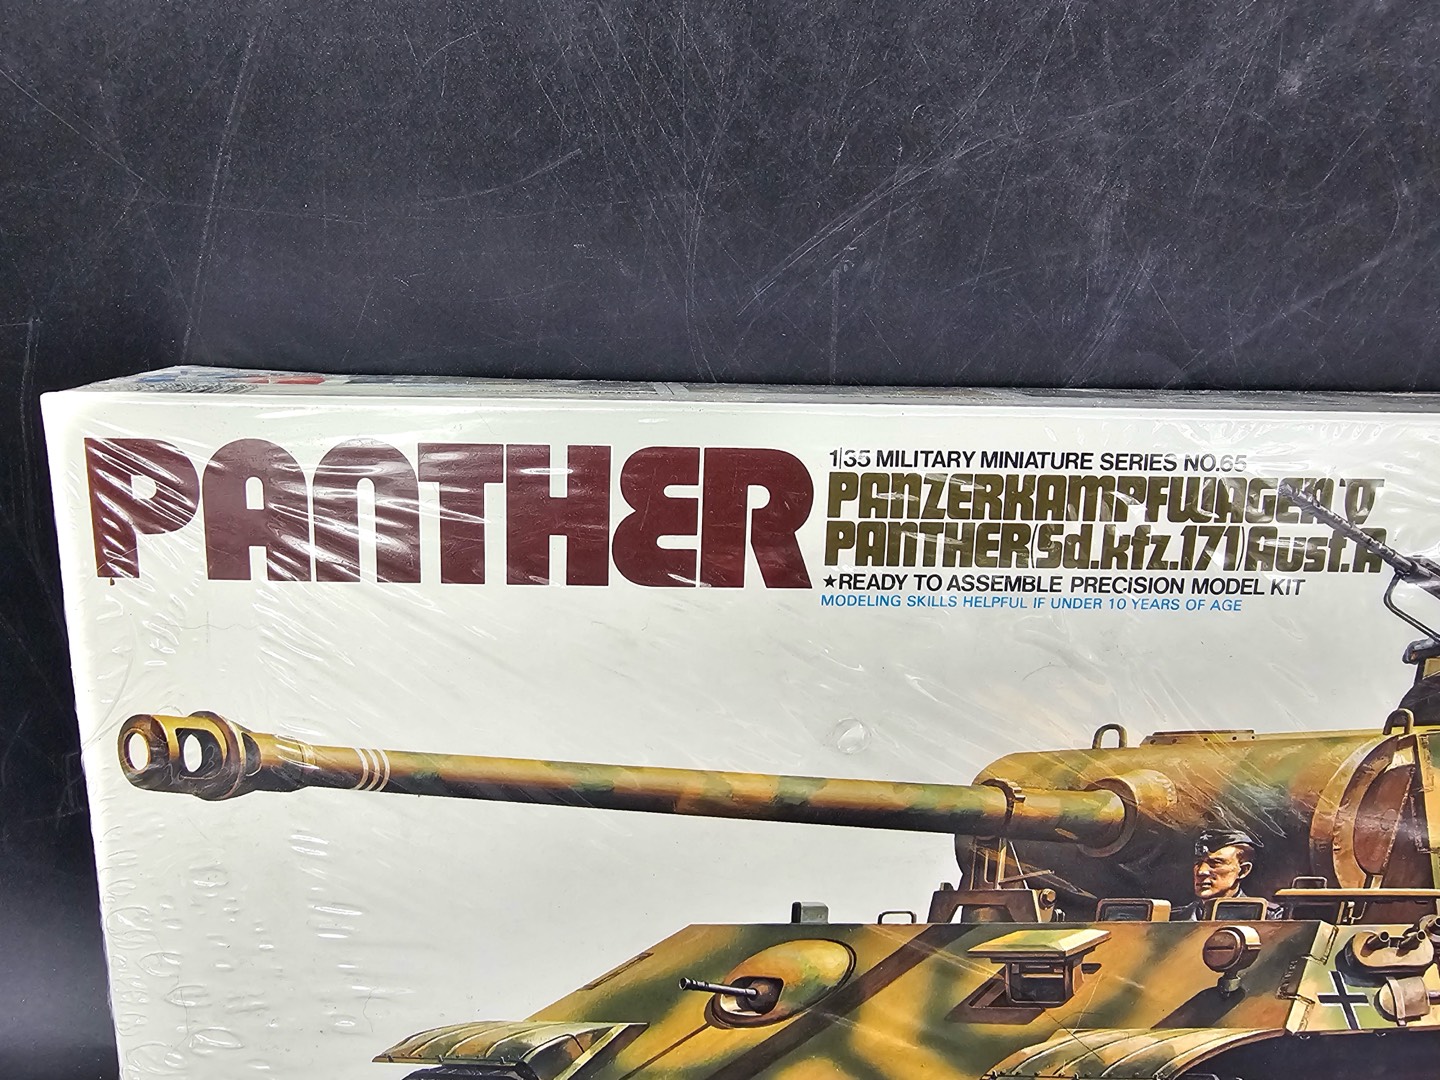 PANTHER
1/35 MILITARY MINIATURE SERIES NO.65
PANZERKAMPFWAGEN V
PANTHER(Sd.kfz.171)Ausf.A
★READY TO ASSEMBLE PRECISION MODEL KIT
MODELING SKILLS HELPFUL IF UNDER 10 YEARS OF AGE